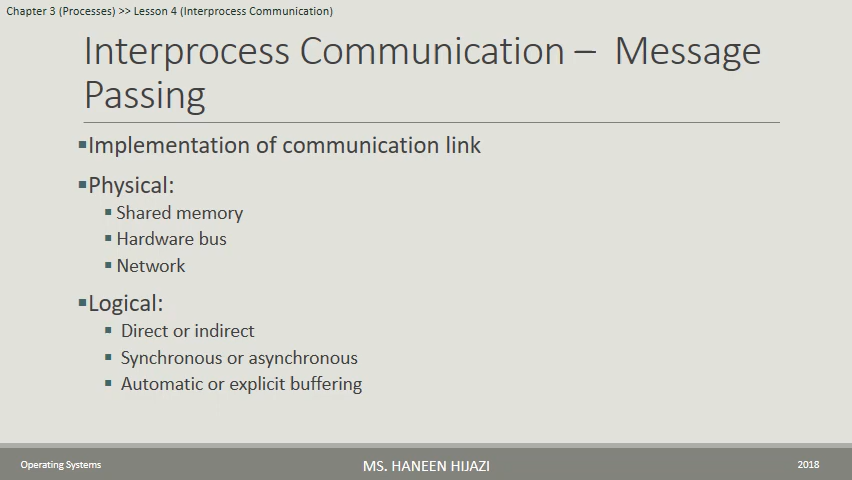 Chapter 3 (Processes) >> Lesson 4 (Interprocess Communication)
Interprocess Communication – Message
Passing
▪Implementation of communication link
▪Physical:
▪ Shared memory
▪ Hardware bus
▪ Network
▪Logical:
▪ Direct or indirect
▪ Synchronous or asynchronous
▪ Automatic or explicit buffering
Operating Systems
MS. HANEEN HIJAZI
2018